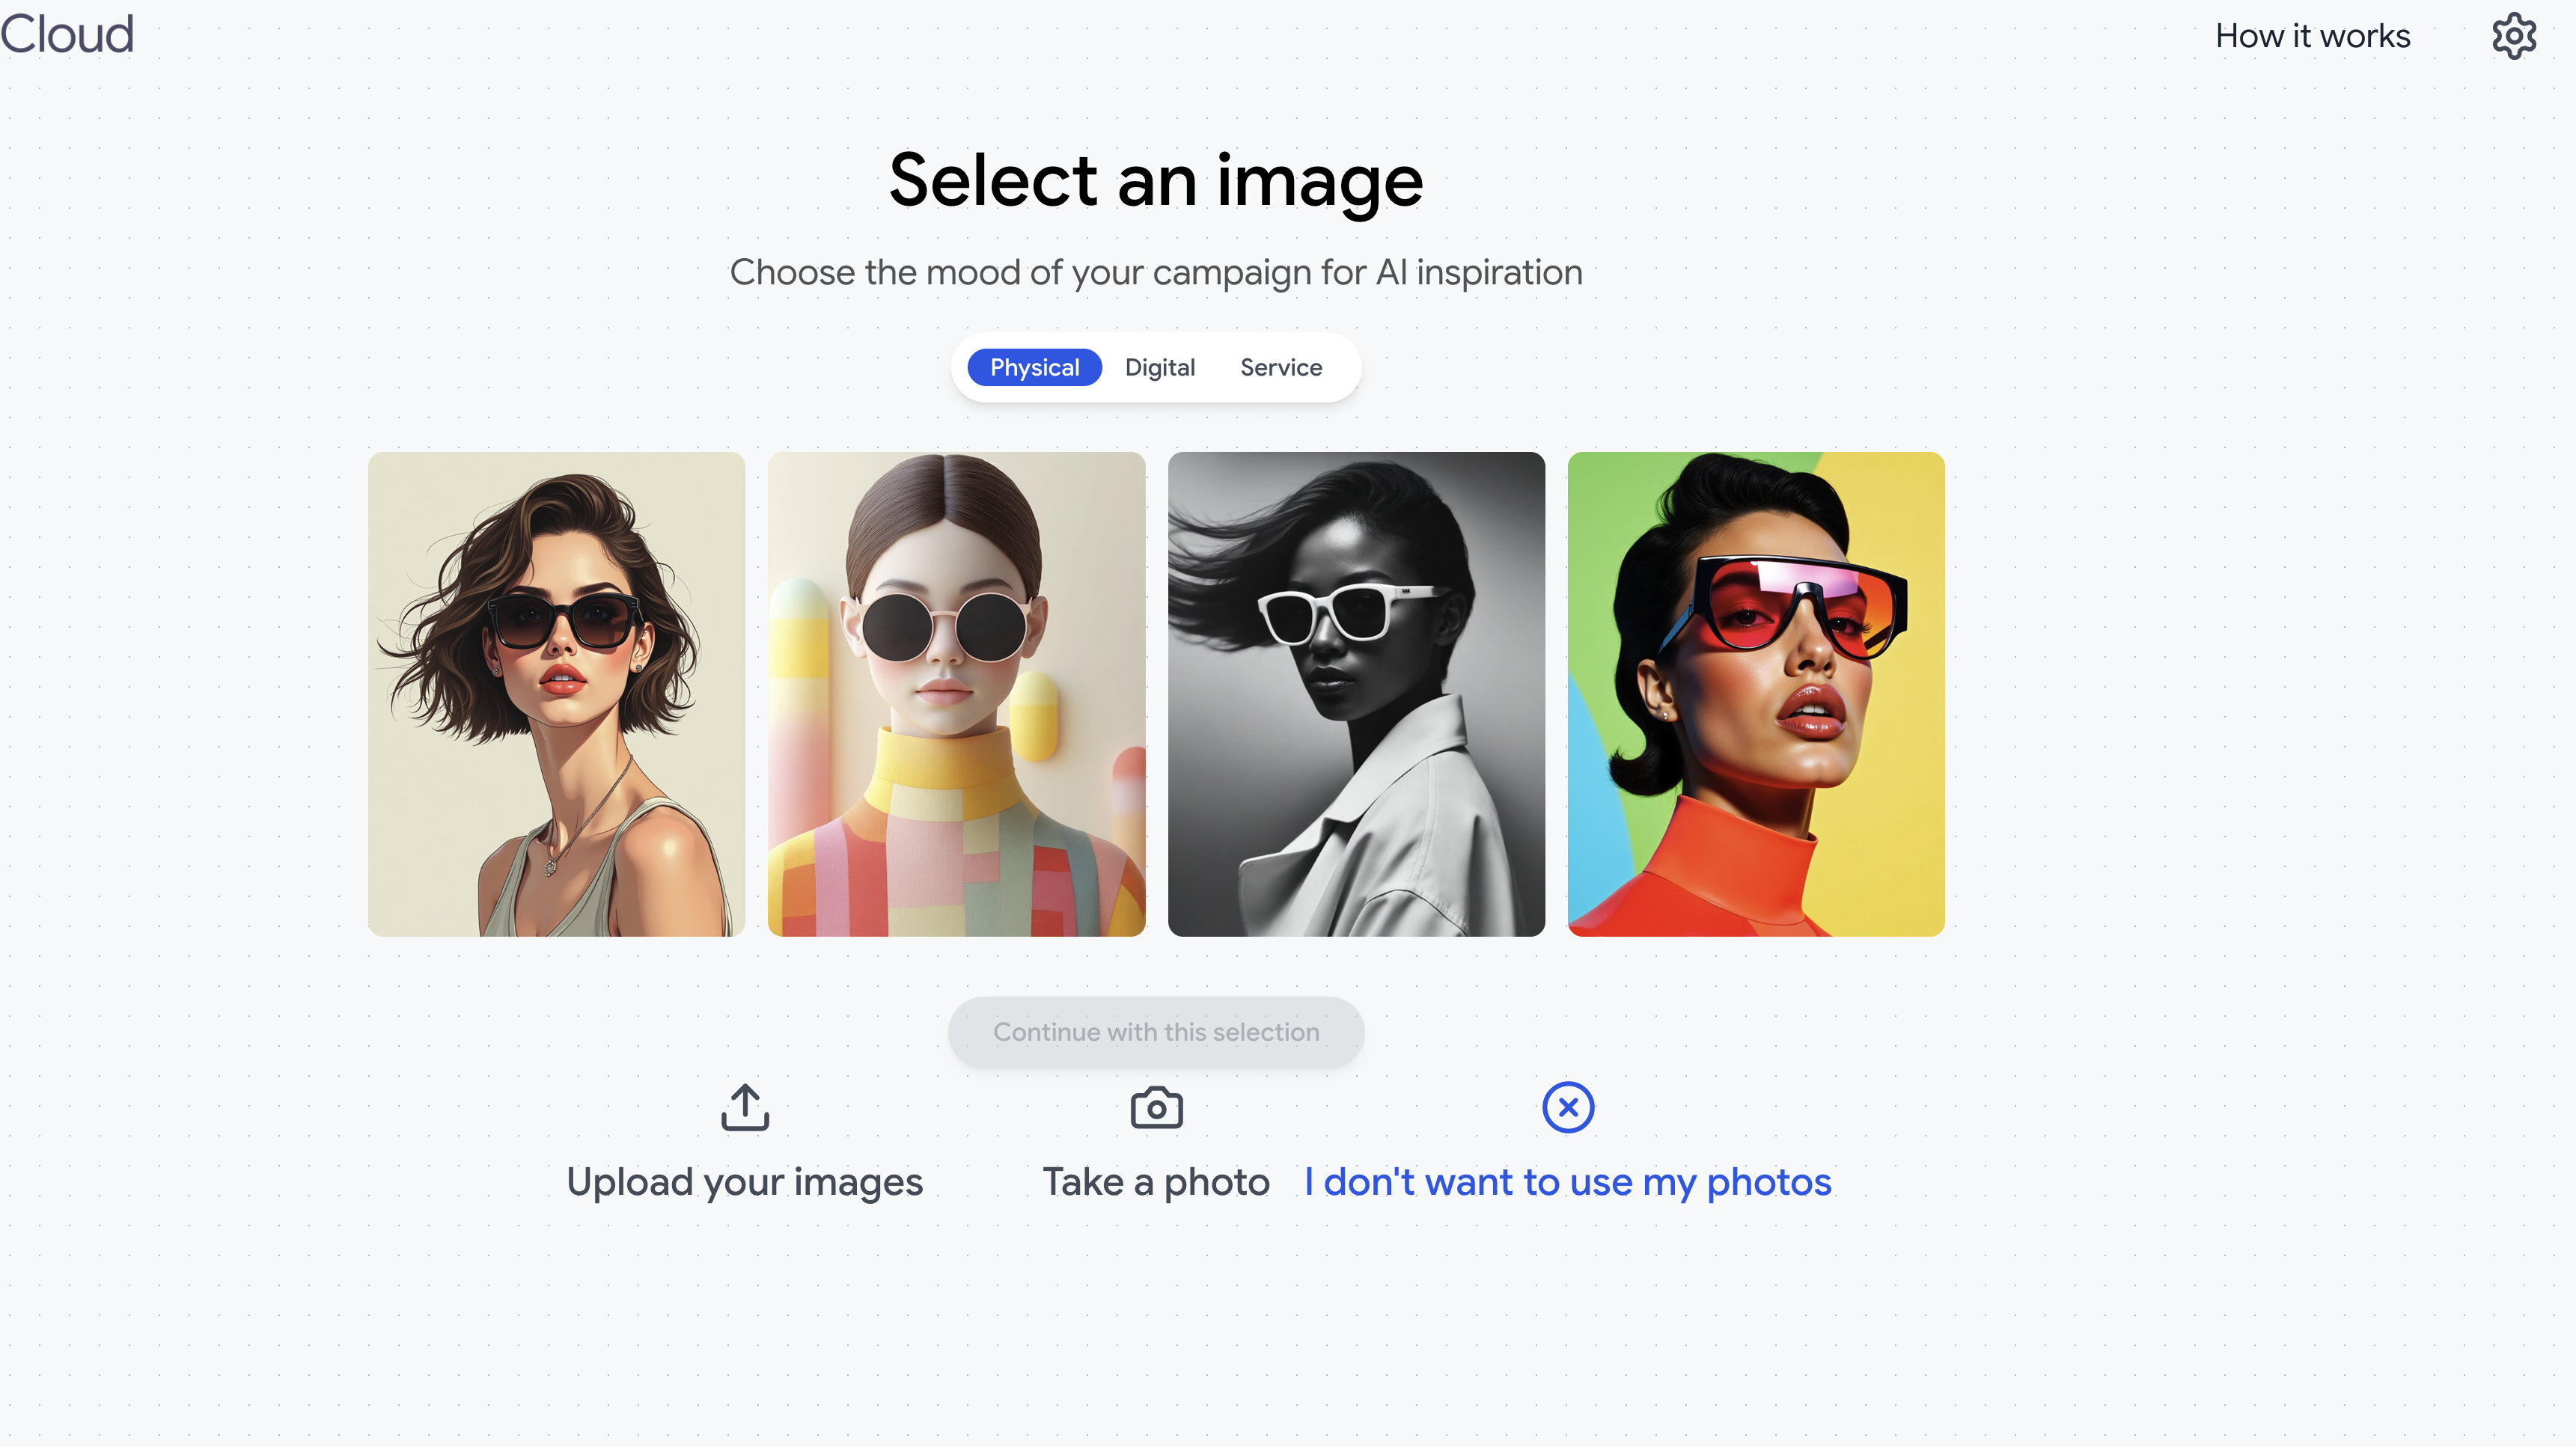 Cloud
How it works
Select an image
Choose the mood of your campaign for AI inspiration
Physical
Digital
Service
Continue with this selection
Upload your images
Take a photo
I don't want to use my photos